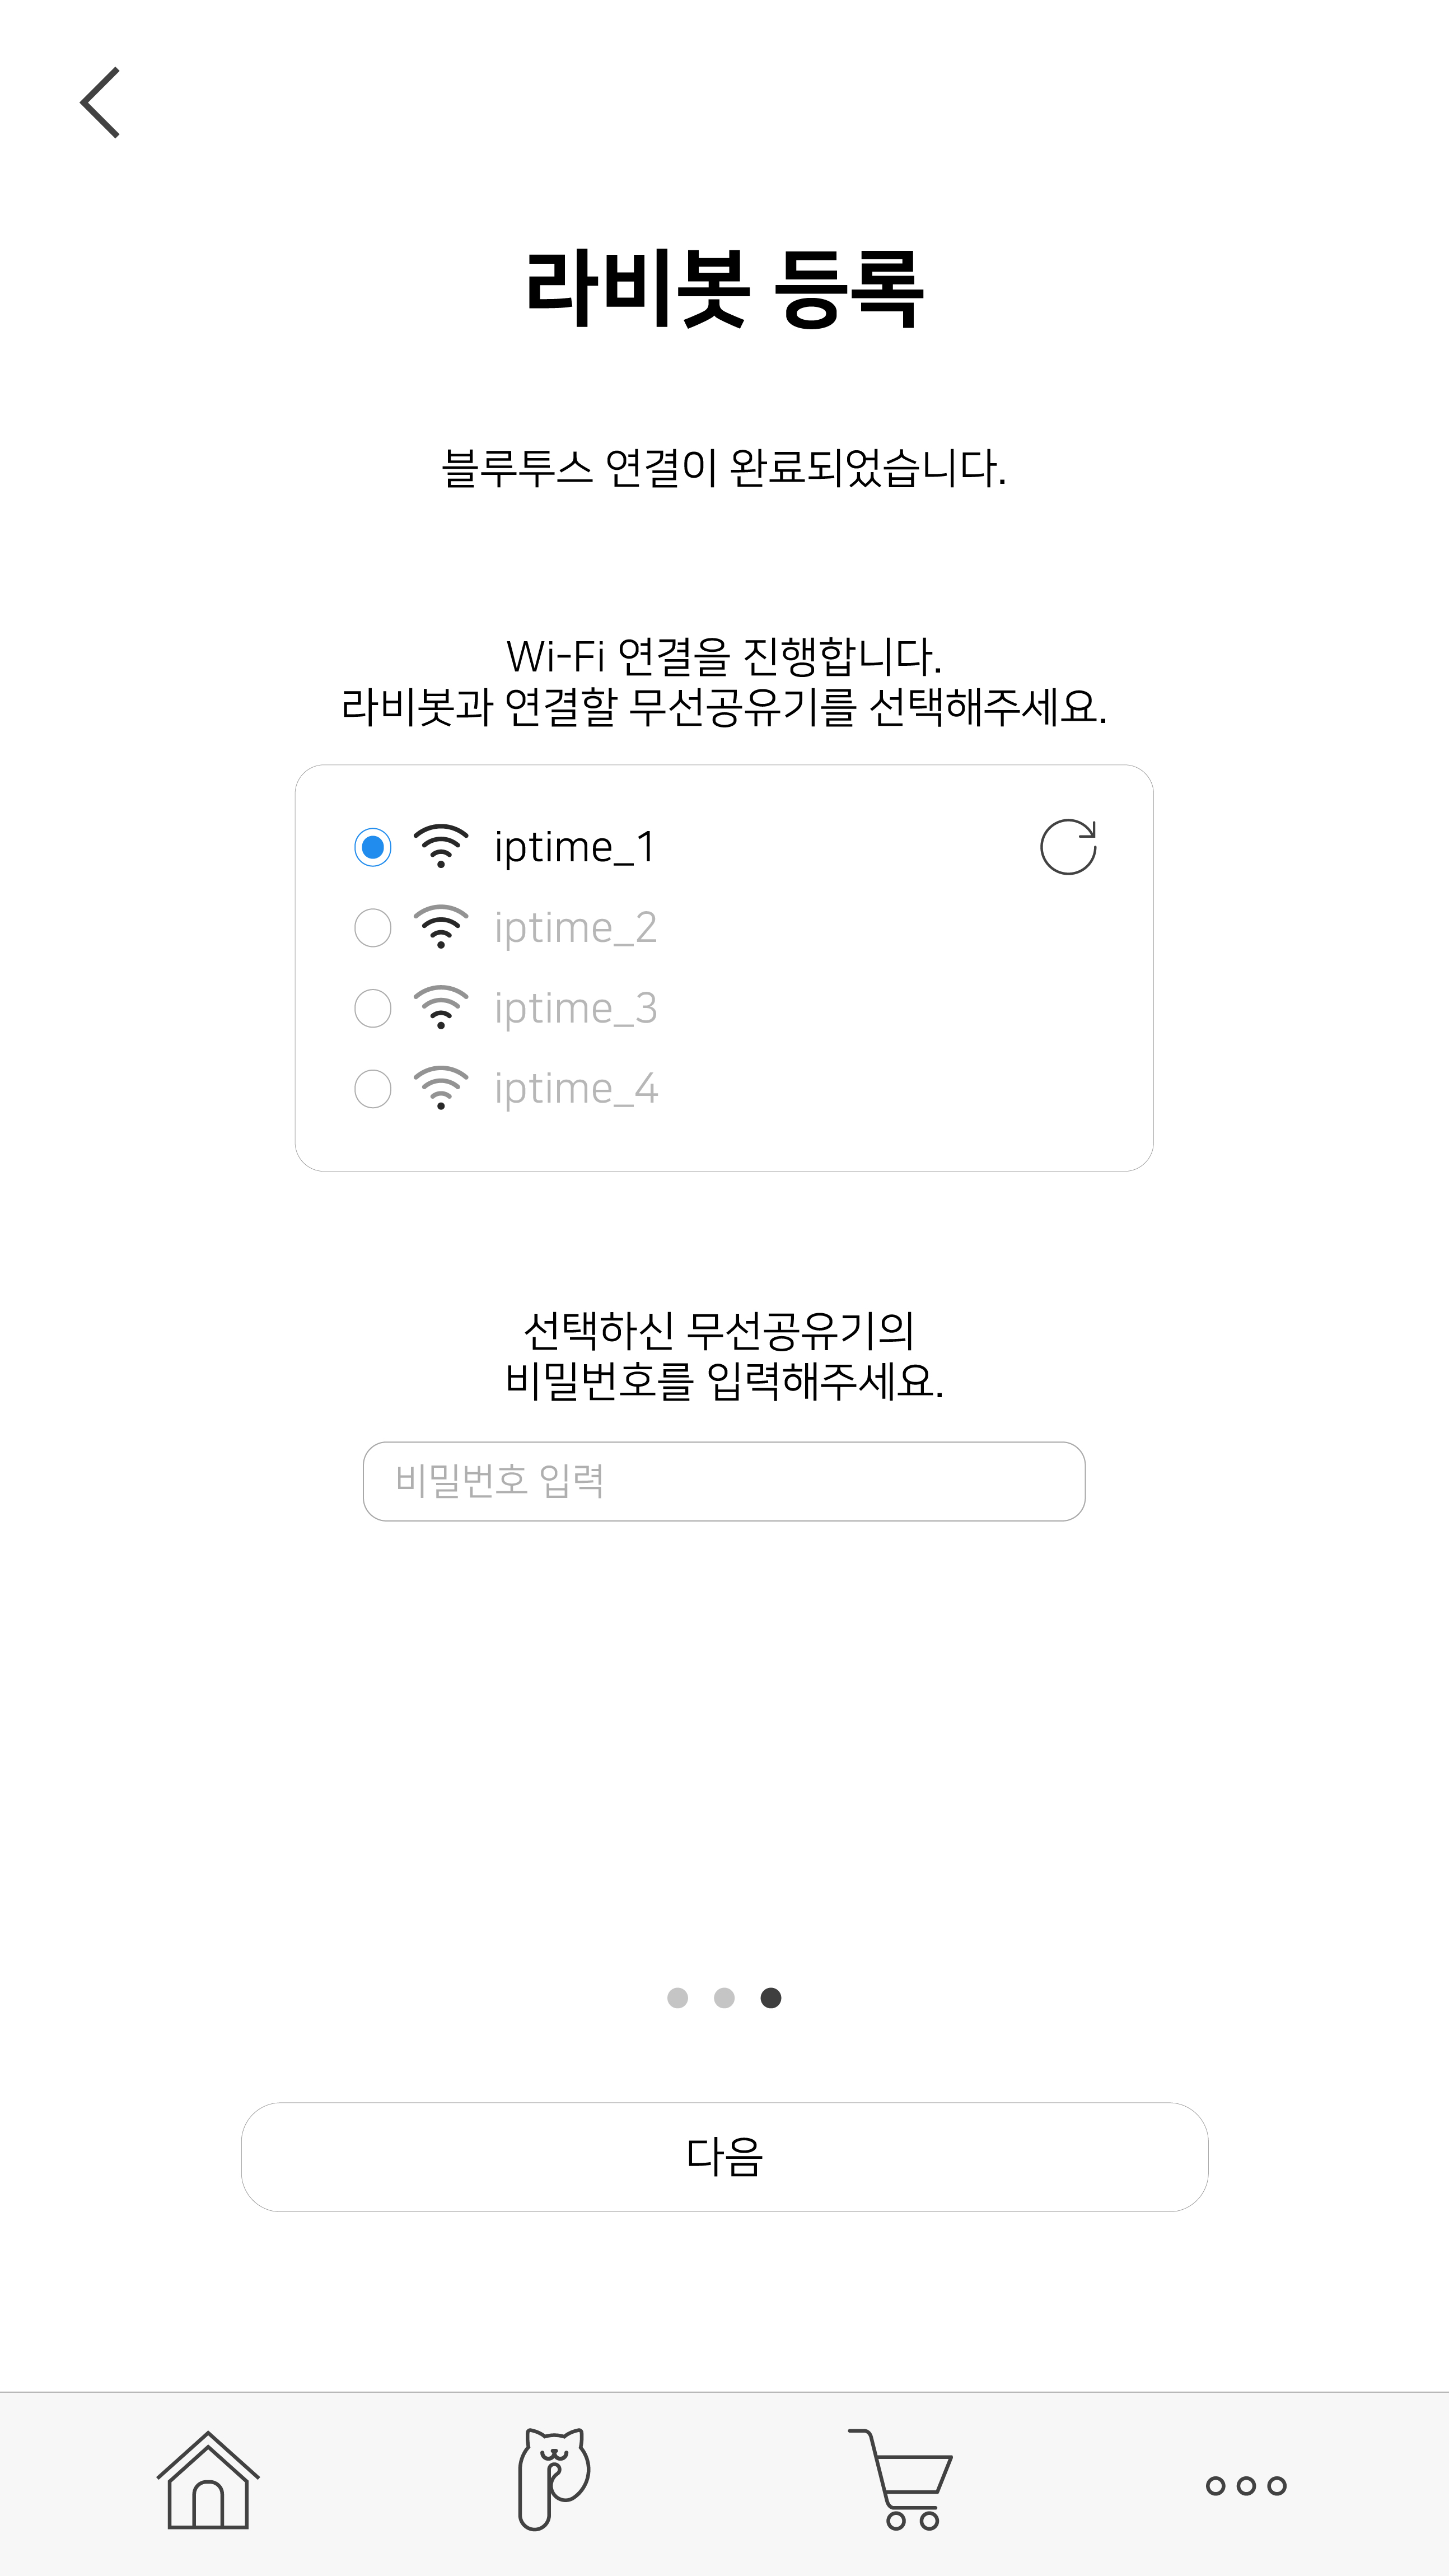 라비봇 등록
블루투스 연결이 완료되었습니다.
Wi-Fi 연결을 진행합니다.
라비봇과 연결할 무선공유기를 선택해주세요.
iptime_1
iptime_2
iptime_3
iptime_4
선택하신 무선공유기의
비밀번호를 입력해주세요.
비밀번호 입력
다음